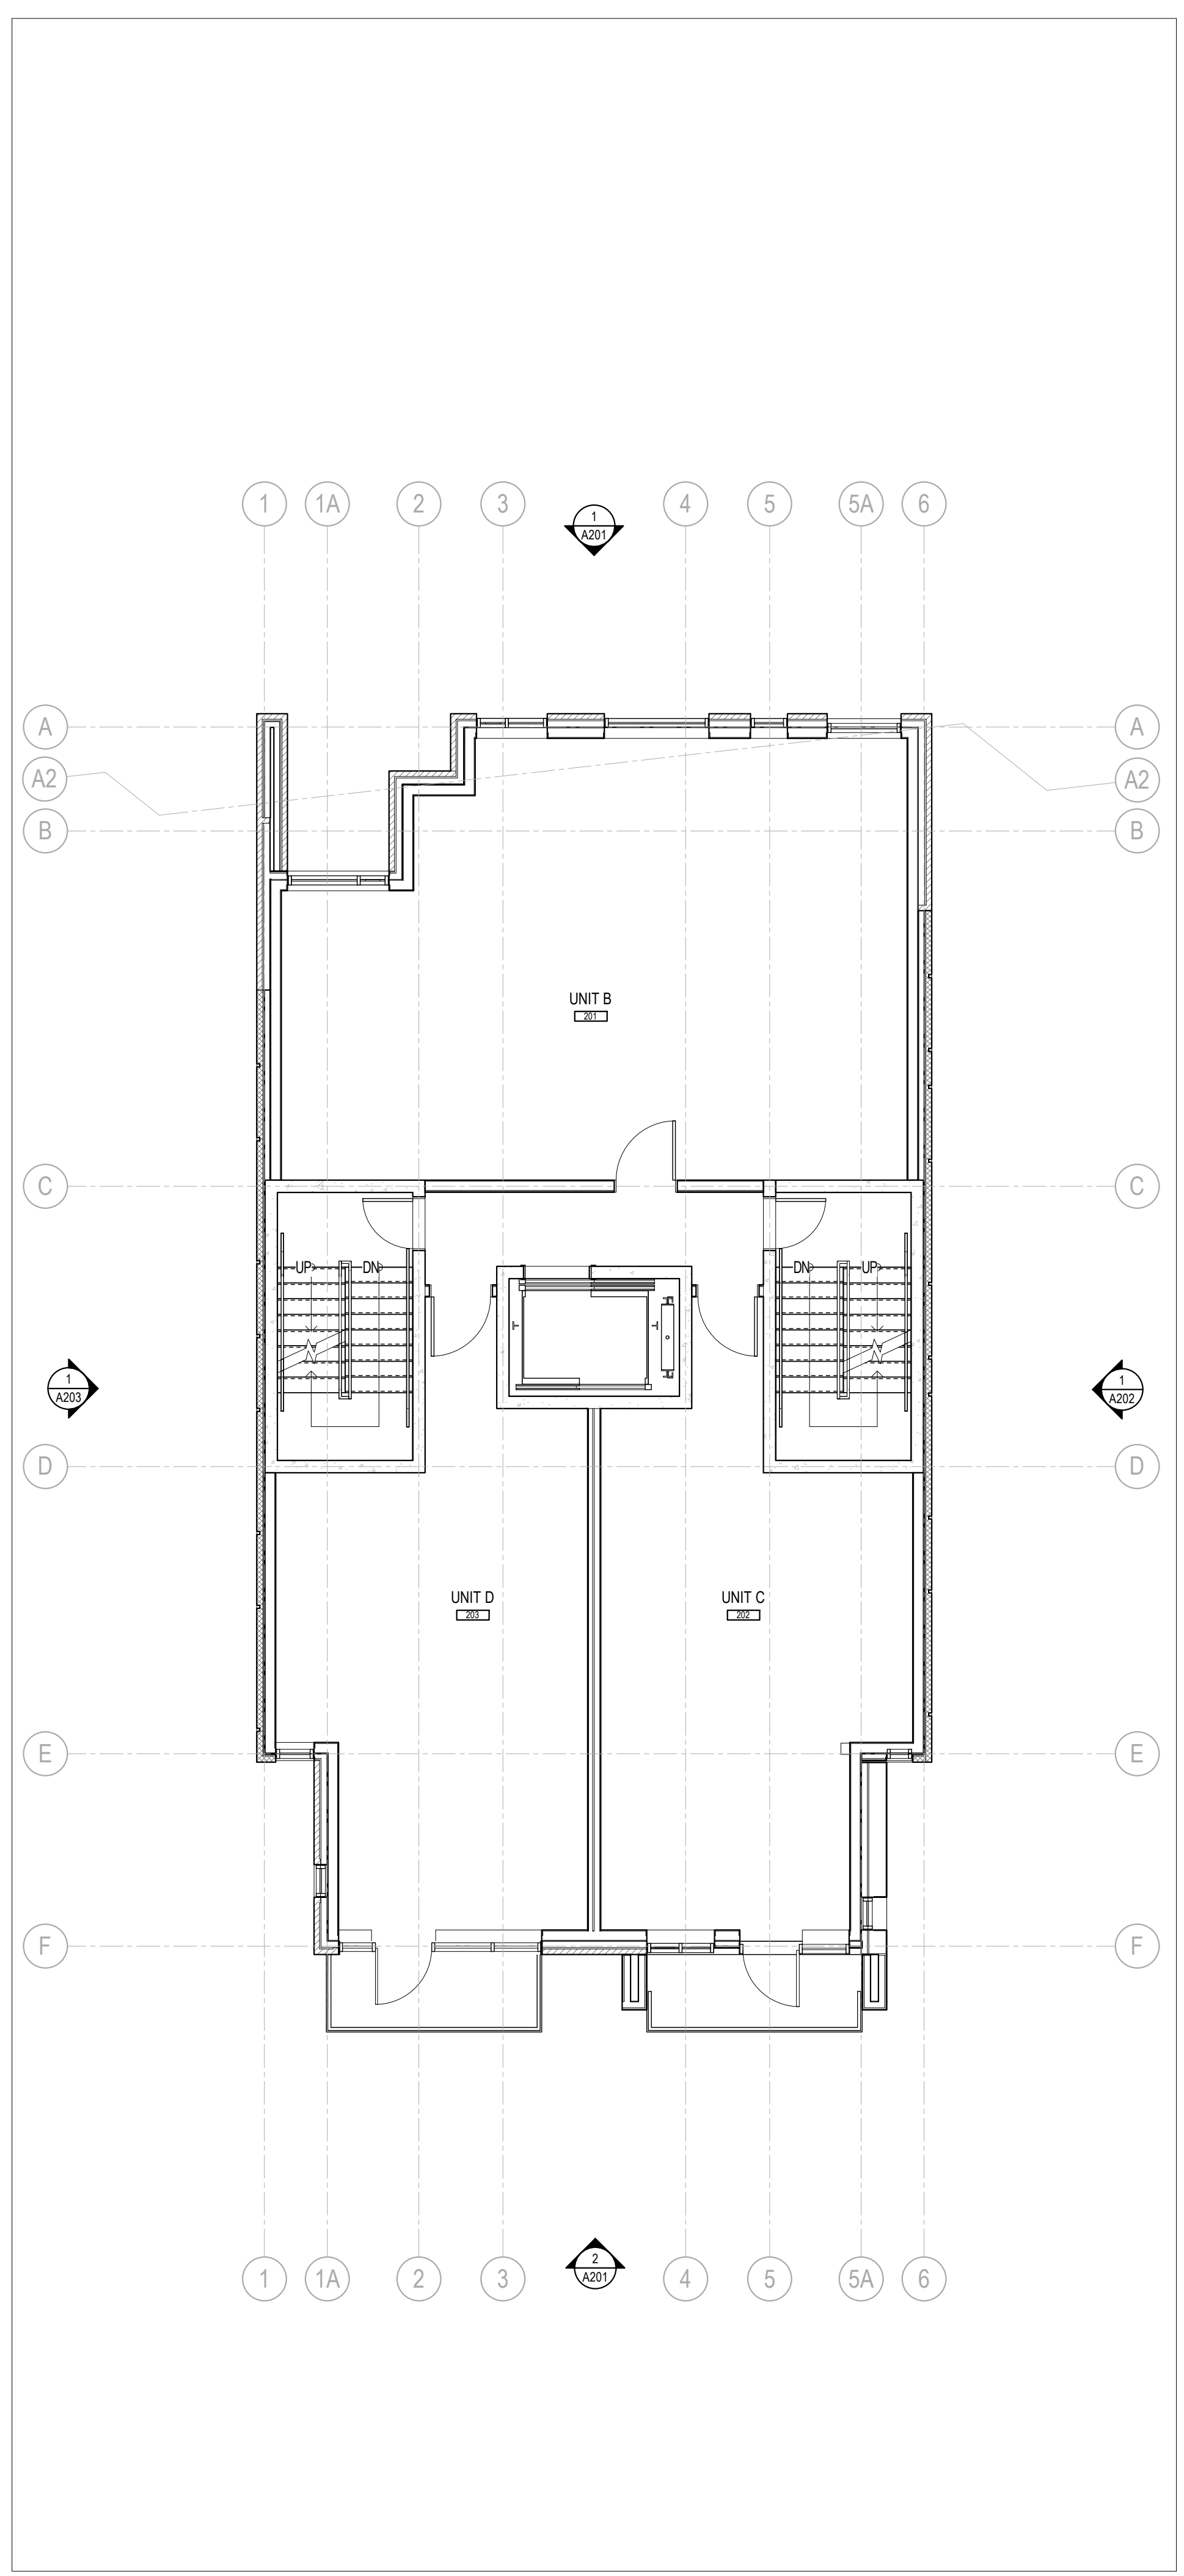 1 1A 2 3 4 5 5A 6
1
A201
A A
A2 A2
B B
UNIT B
201
C C
UP DN DN UP
1
A203
1
A202
D D
UNIT D UNIT C
203 202
E E
F F
2
A201
1 1A 2 3 4 5 5A 6